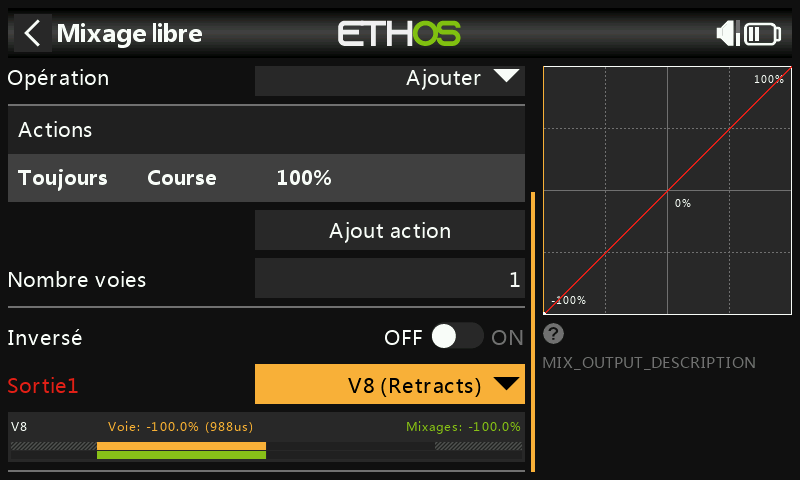 Mixage libre
ETHOS
Opération
Ajouter
Actions
Toujours Course 100%
Ajout action
Nombre voies
1
Inversé
OFF ON
Sortie1
V8 (Retracts)
V8 Voie: -100.0% (988us) Mixages: -100.0%
100%
0%
-100%
?
MIX_OUTPUT_DESCRIPTION